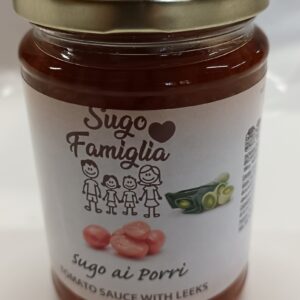 Sugo
Famiglia
Sugo ai Porri
TOMATO SAUCE WITH LEEKS